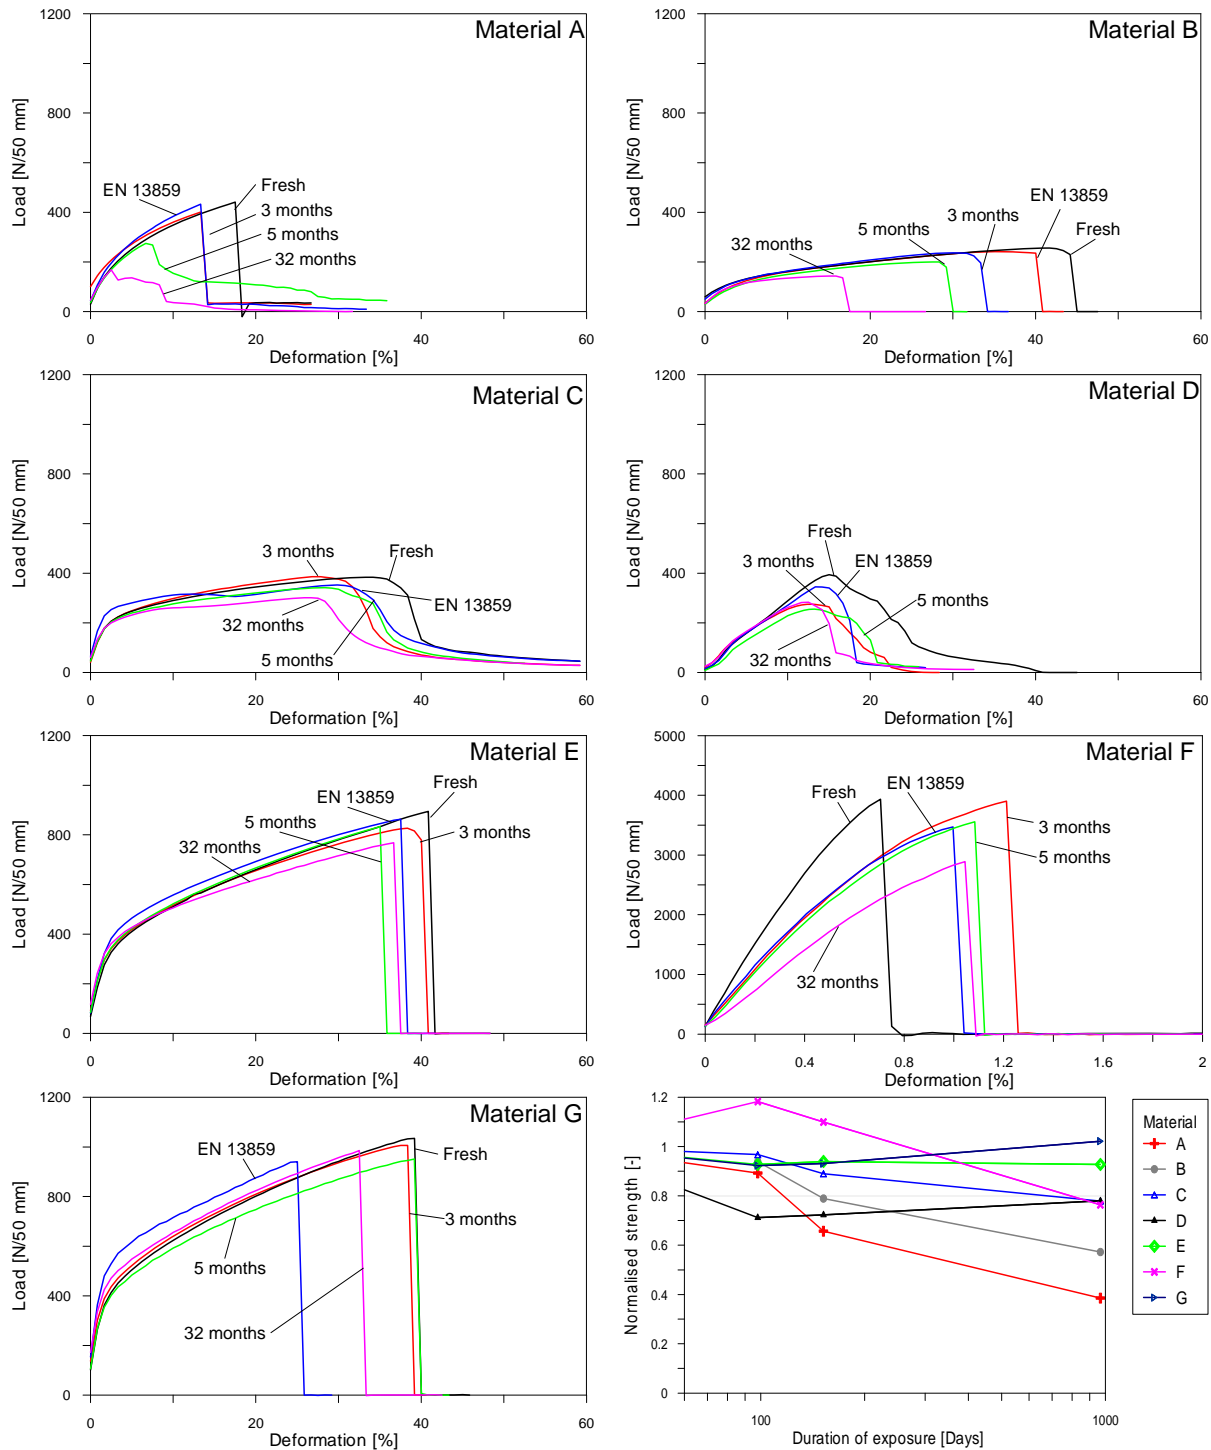 1200
800
400
0
Load [N/50 mm]
Material A
EN 13859
Fresh
3 months
5 months
32 months
0
20
40
60
Deformation [%]
1200
800
400
0
Load [N/50 mm]
Material B
EN 13859
3 months
Fresh
5 months
32 months
0
20
40
60
Deformation [%]
1200
800
400
0
Load [N/50 mm]
Material C
3 months
Fresh
EN 13859
32 months
5 months
0
20
40
60
Deformation [%]
1200
800
400
0
Load [N/50 mm]
Material D
Fresh
3 months
EN 13859
5 months
32 months
0
20
40
60
Deformation [%]
1200
800
400
0
Load [N/50 mm]
Material E
Fresh
EN 13859
5 months
3 months
32 months
0
20
40
60
Deformation [%]
5000
4000
3000
2000
1000
0
Load [N/50 mm]
Material F
Fresh
EN 13859
3 months
5 months
32 months
0
0.4
0.8
1.2
1.6
2
Deformation [%]
1200
800
400
0
Load [N/50 mm]
Material G
EN 13859
Fresh
3 months
5 months
32 months
0
20
40
60
Deformation [%]
1.2
1
0.8
0.6
0.4
0.2
0
Normalised strength [-]
100
1000
Duration of exposure [Days]
Material
A
B
C
D
E
F
G